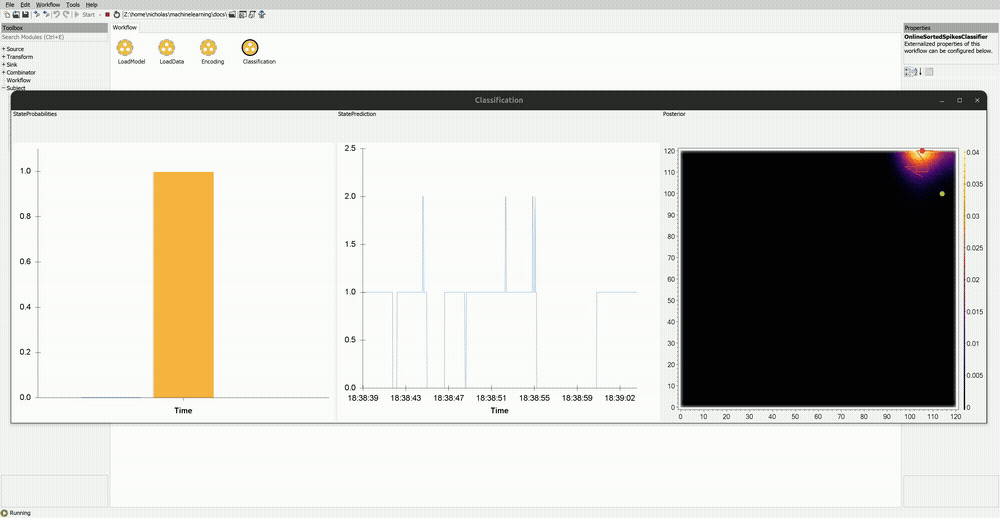 File Edit Workflow Tools Help
Start Z:\home\nicholas\machinelearning\docs\
Toolbox
Workflow
Properties
Search Modules (Ctrl+E)
Source
Transform
Sink
Combinator
Workflow
Subject
LoadModel LoadData Encoding Classification
OnlineSortedSpikesClassifier
Externalized properties of this
workflow can be configured below.
Classification
StateProbabilities
1.0
0.8
0.6
0.4
0.2
0.0
Time
StatePrediction
2.5
2.0
1.5
1.0
0.5
0.0
18:38:39 18:38:43 18:38:47 18:38:51 18:38:55 18:38:59 18:39:02
Time
Posterior
120
110
100
90
80
70
60
50
40
30
20
10
0
0 10 20 30 40 50 60 70 80 90 100 110 120
0.04
0.035
0.03
0.025
0.02
0.015
0.01
0.005
0
Running